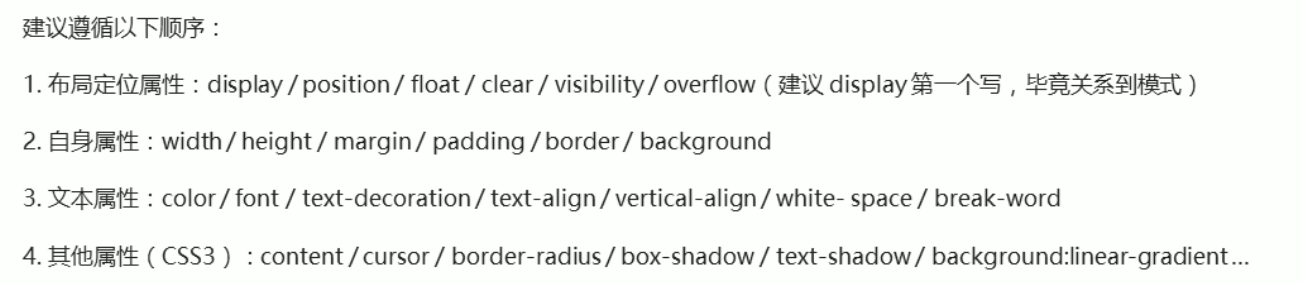 建议遵循以下顺序：
1. 布局定位属性：display / position / float / clear / visibility / overflow（建议 display 第一个写，毕竟关系到模式）
2. 自身属性：width / height / margin / padding / border / background
3. 文本属性：color / font / text-decoration / text-align / vertical-align / white- space / break-word
4. 其他属性（CSS3）：content / cursor / border-radius / box-shadow / text-shadow / background:linear-gradient…